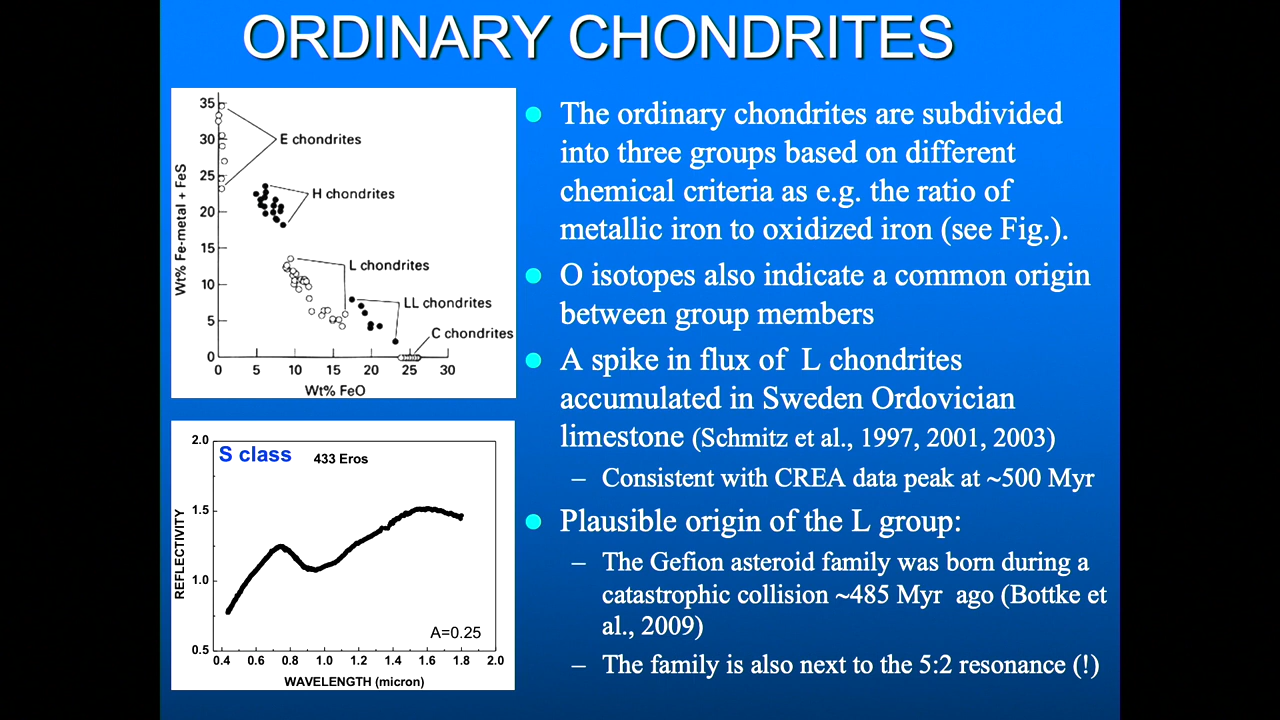 ORDINARY CHONDRITES
35
30
25
20
15
10
5
0
Wt% Fe-metal + FeS
E chondrites
H chondrites
L chondrites
LL chondrites
C chondrites
0 5 10 15 20 25 30
Wt% FeO
2.0
1.5
1.0
0.5
REFLECTIVITY
S class 433 Eros
A=0.25
0.4 0.6 0.8 1.0 1.2 1.4 1.6 1.8 2.0
WAVELENGTH (micron)
The ordinary chondrites are subdivided
into three groups based on different
chemical criteria as e.g. the ratio of
metallic iron to oxidized iron (see Fig.).
O isotopes also indicate a common origin
between group members
A spike in flux of L chondrites
accumulated in Sweden Ordovician
limestone (Schmitz et al., 1997, 2001, 2003)
– Consistent with CREA data peak at ~500 Myr
Plausible origin of the L group:
– The Gefion asteroid family was born during a
catastrophic collision ~485 Myr ago (Bottke et
al., 2009)
– The family is also next to the 5:2 resonance (!)